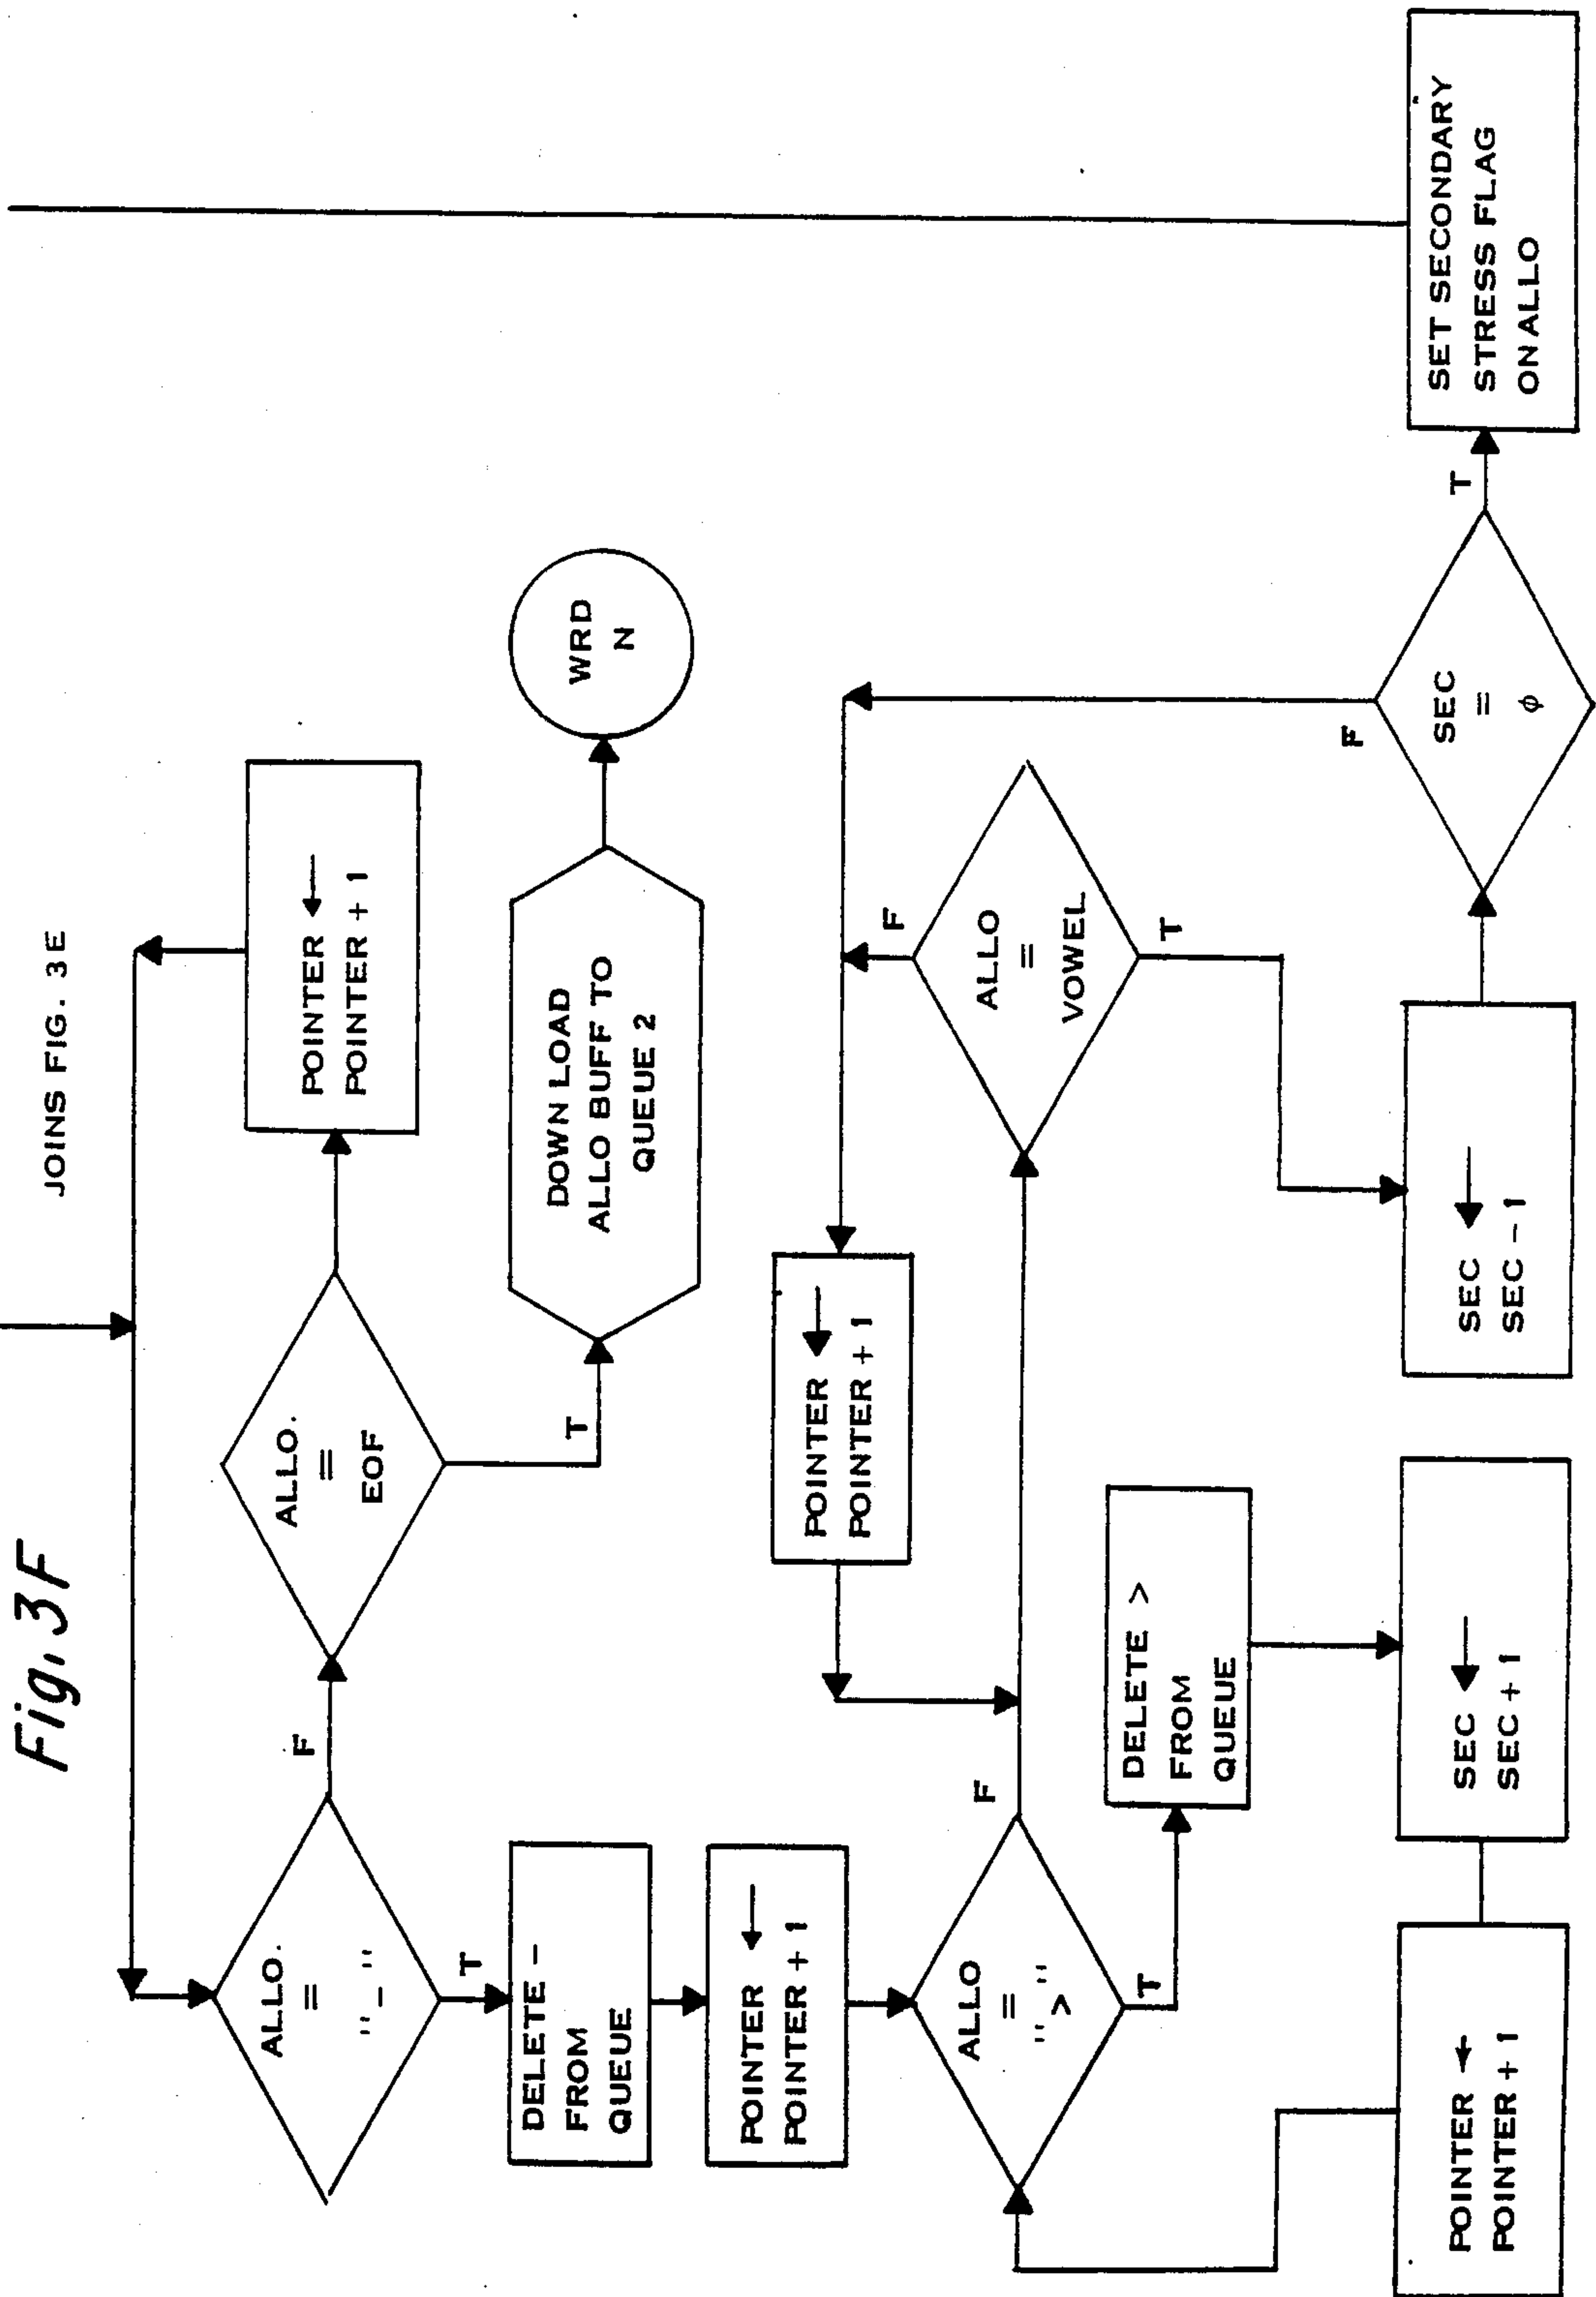 Fig. 3F
JOINS FIG. 3E
ALLO.
=
"–"
F
T
ALLO.
=
EOF
T
POINTER ←
POINTER + 1
DOWN LOAD
ALLO BUFF TO
QUEUE 2
WRD
N
DELETE –
FROM
QUEUE
POINTER ←
POINTER + 1
ALLO
=
">"
F
T
DELETE >
FROM
QUEUE
SEC ←
SEC + 1
POINTER ←
POINTER + 1
POINTER ←
POINTER + 1
ALLO
=
VOWEL
F
T
SEC ←
SEC – 1
SEC
=
φ
F
T
SET SECONDARY
STRESS FLAG
ON ALLO